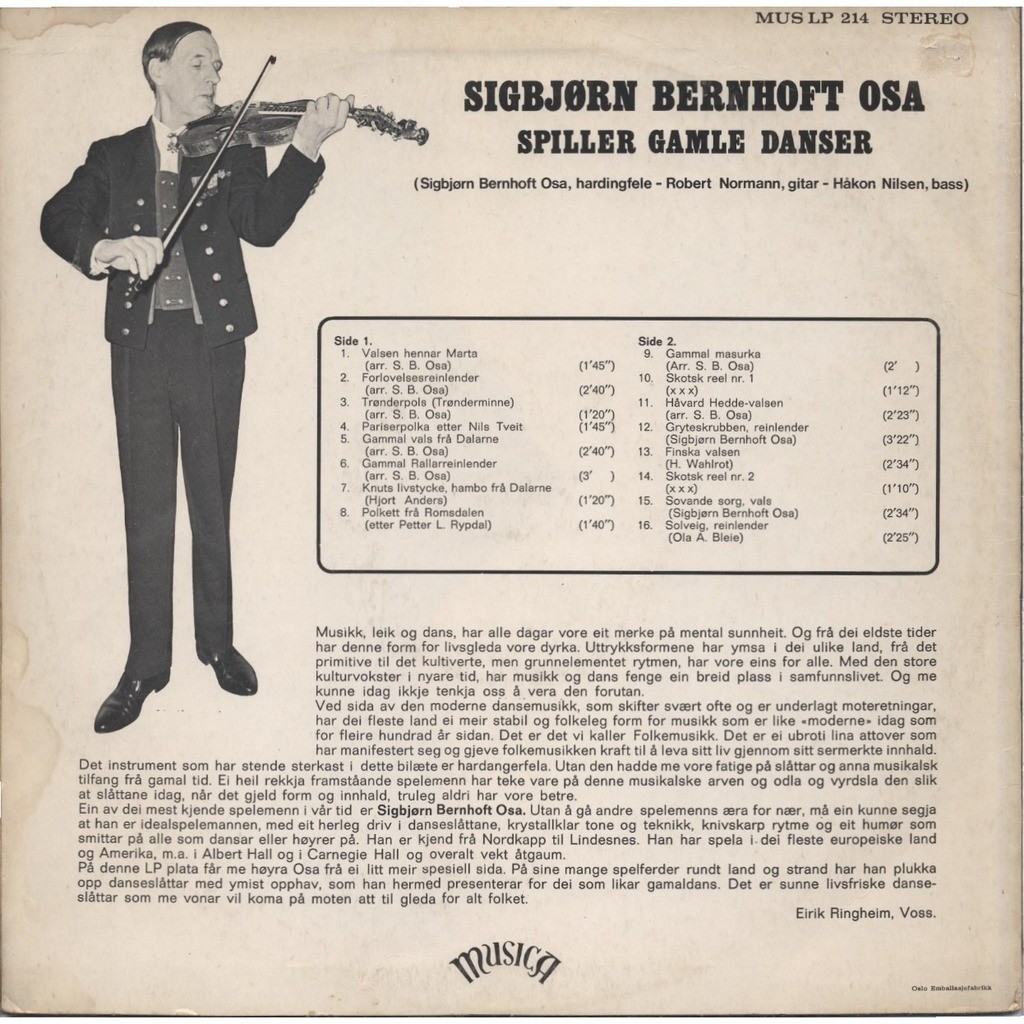 MUS LP 214 STEREO
SIGBJØRN BERNHOFT OSA
SPILLER GAMLE DANSER
(Sigbjørn Bernhoft Osa, hardingfele - Robert Normann, gitar - Håkon Nilsen, bass)
Side 1.
1. Valsen hennar Marta
(arr. S. B. Osa) (1'45")
2. Forlovelsesreinlender
(arr. S. B. Osa) (2'40")
3. Trønderpols (Trønderminne)
(arr. S. B. Osa) (1'20")
4. Pariserpolka etter Nils Tveit (1'45")
5. Gammal vals frå Dalarne
(arr. S. B. Osa) (2'40")
6. Gammal Rallarreinlender
(arr. S. B. Osa) (3' )
7. Knuts livstycke, hambo frå Dalarne
(Hjort Anders) (1'20")
8. Polkett frå Romsdalen
(etter Petter L. Rypdal) (1'40")
Side 2.
9. Gammal masurka
(Arr. S. B. Osa) (2' )
10. Skotsk reel nr. 1
(x x x) (1'12")
11. Håvard Hedde-valsen
(arr. S. B. Osa) (2'23")
12. Gryteskrubben, reinlender
(Sigbjørn Bernhoft Osa) (3'22")
13. Finska valsen
(H. Wahlrot) (2'34")
14. Skotsk reel nr. 2
(x x x) (1'10")
15. Sovande sorg, vals
(Sigbjørn Bernhoft Osa) (2'34")
16. Solveig, reinlender
(Ola A. Bleie) (2'25")
Musikk, leik og dans, har alle dagar vore eit merke på mental sunnheit. Og frå dei eldste tider
har denne form for livsgleda vore dyrka. Uttrykksformene har ymsa i dei ulike land, frå det
primitive til det kultiverte, men grunnelementet rytmen, har vore eins for alle. Med den store
kulturvokster i nyare tid, har musikk og dans fenge ein breid plass i samfunnslivet. Og me
kunne idag ikkje tenkja oss å vera den forutan.
Ved sida av den moderne dansemusikk, som skifter svært ofte og er underlagt moteretningar,
har dei fleste land ei meir stabil og folkeleg form for musikk som er like «moderne» idag som
for fleire hundrad år sidan. Det er det vi kaller Folkemusikk. Det er ei ubroti lina attover som
har manifestert seg og gjeve folkemusikken kraft til å leva sitt liv gjennom sitt sermerkte innhald.
Det instrument som har stende sterkast i dette bilæte er hardangerfela. Utan den hadde me vore fatige på slåttar og anna musikalsk
tilfang frå gamal tid. Ei heil rekkja framståande spelemenn har teke vare på denne musikalske arven og odla og vyrdsla den slik
at slåttane idag, når det gjeld form og innhald, truleg aldri har vore betre.
Ein av dei mest kjende spelemenn i vår tid er Sigbjørn Bernhoft Osa. Utan å gå andre spelemenns æra for nær, må ein kunne segja
at han er idealspelemannen, med eit herleg driv i danseslåttane, krystallklar tone og teknikk, knivskarp rytme og eit humør som
smittar på alle som dansar eller høyrer på. Han er kjend frå Nordkapp til Lindesnes. Han har spela i dei fleste europeiske land
og Amerika, m.a. i Albert Hall og i Carnegie Hall og overalt vekt åtgaum.
På denne LP plata får me høyra Osa frå ei litt meir spesiell sida. På sine mange spelferder rundt land og strand har han plukka
opp danseslåttar med ymist opphav, som han hermed presenterar for dei som likar gamaldans. Det er sunne livsfriske danse-
slåttar som me vonar vil koma på moten att til gleda for alt folket.
Eirik Ringheim, Voss.
MUSICA
Oslo Emballasjefabrikk